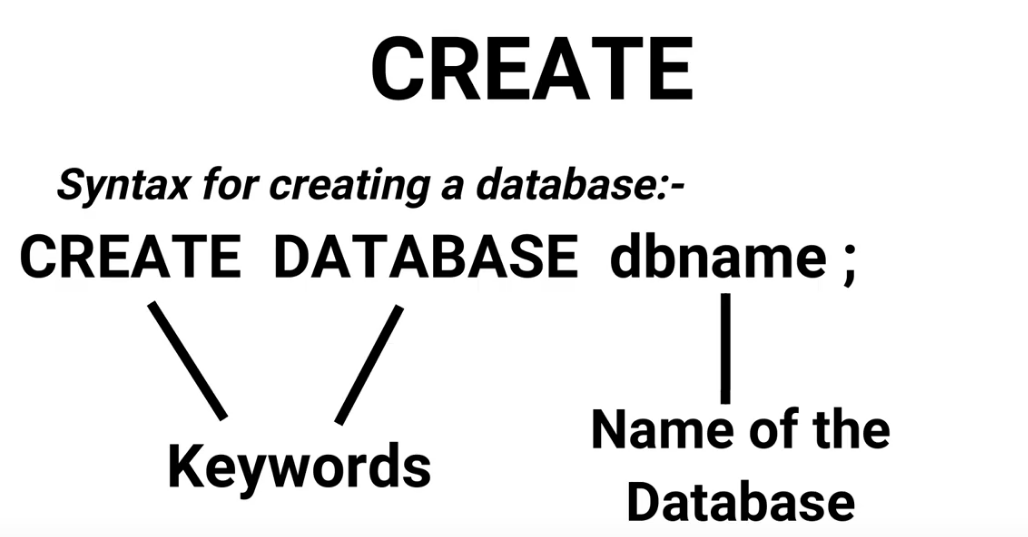 CREATE
Syntax for creating a database:-
CREATE DATABASE dbname ;
Keywords
Name of the
Database